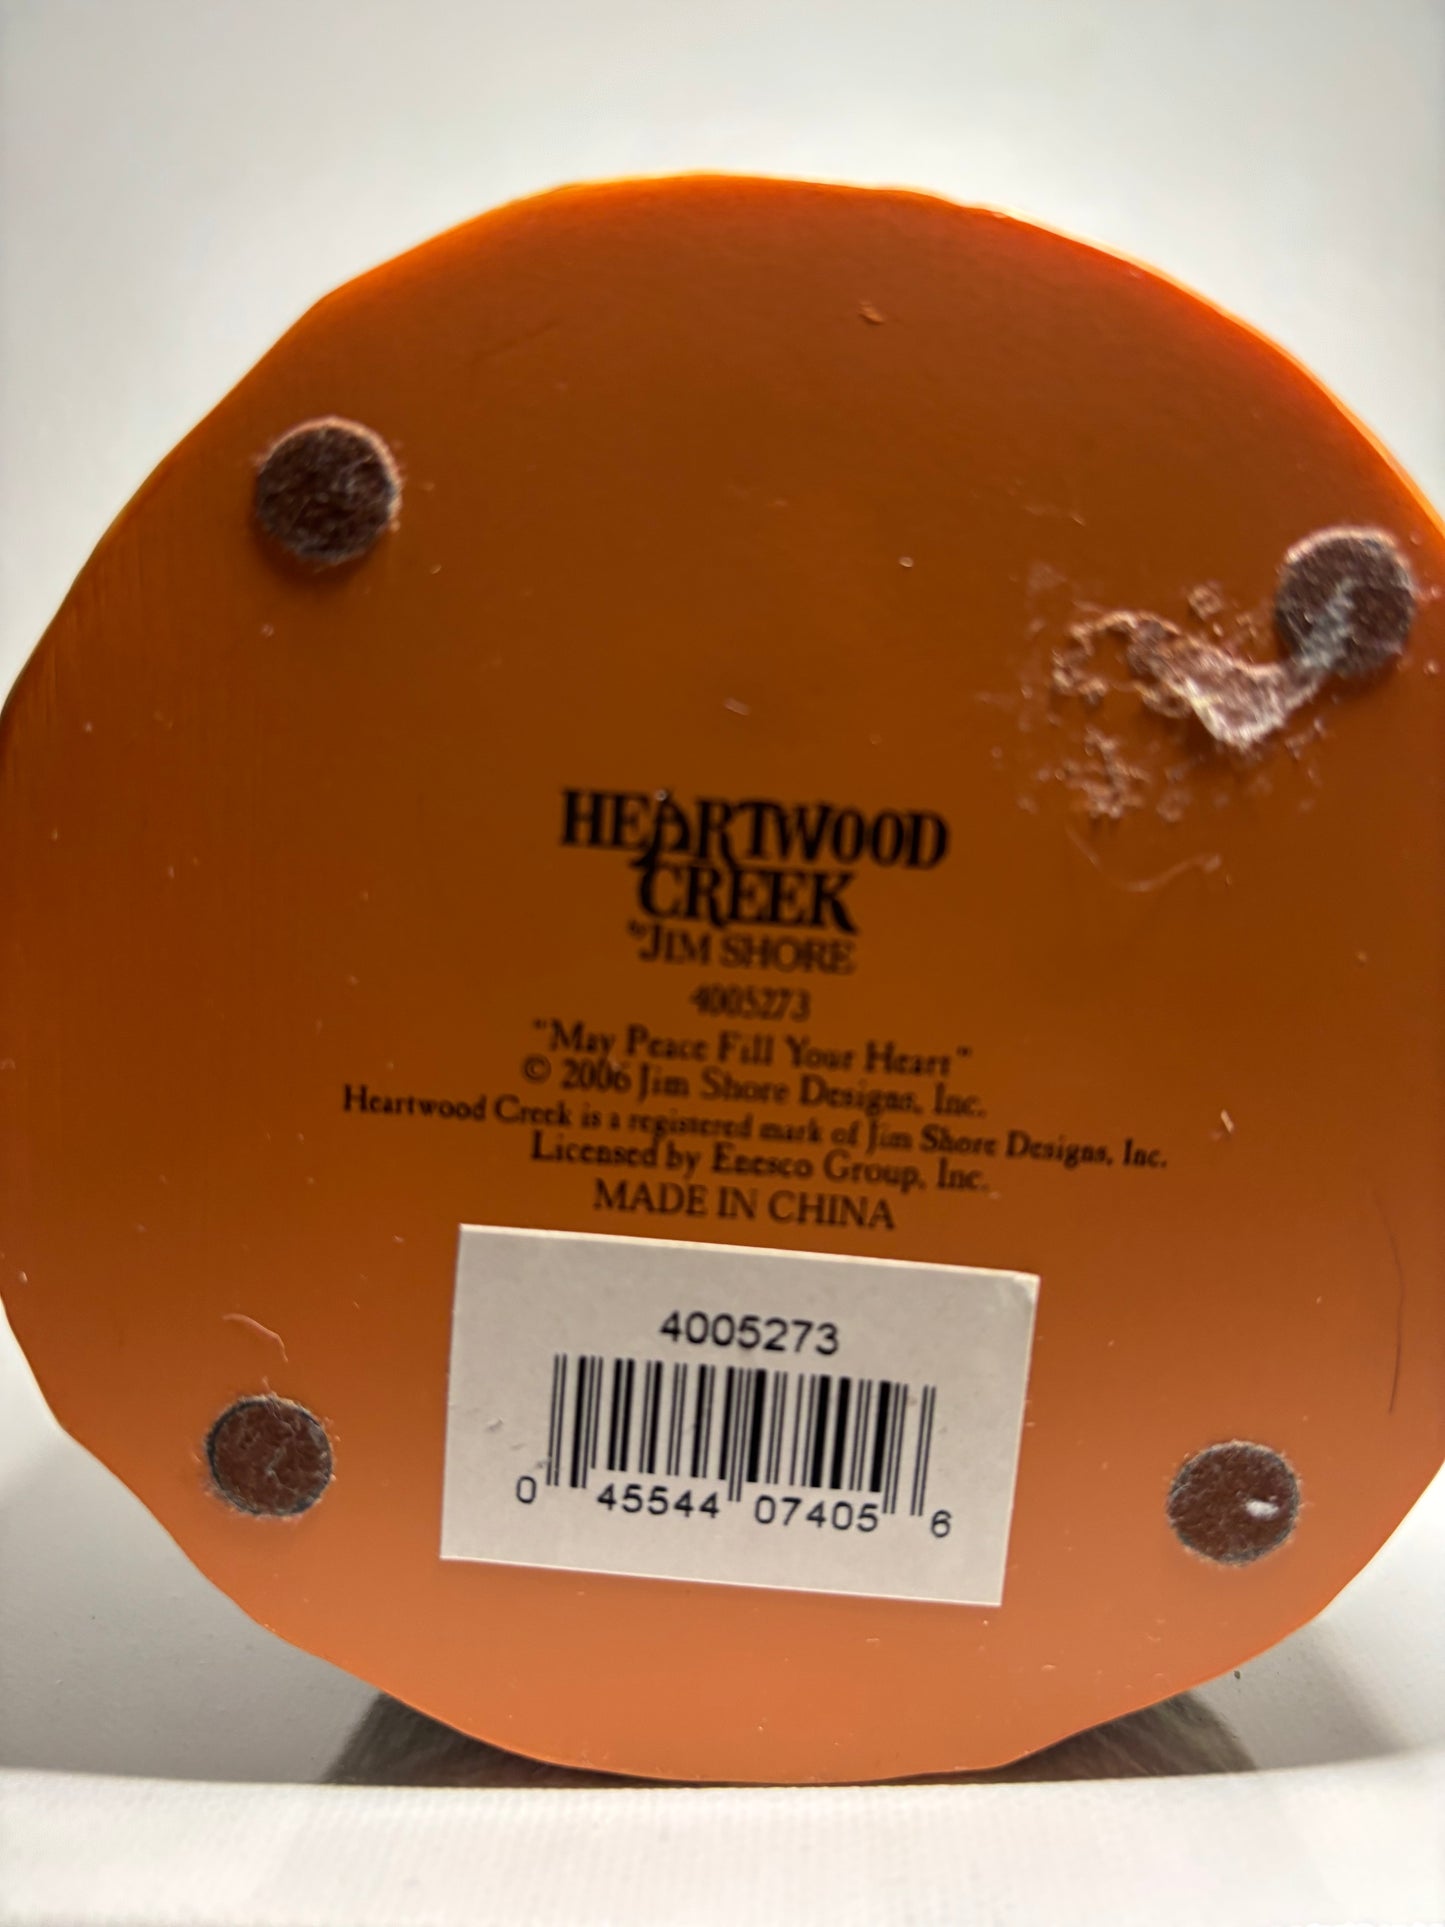 HEARTWOOD
CREEK
by JIM SHORE
4005273
"May Peace Fill Your Heart"
© 2006 Jim Shore Designs, Inc.
Heartwood Creek is a registered mark of Jim Shore Designs, Inc.
Licensed by Enesco Group, Inc.
MADE IN CHINA
4005273
0 45544 07405 6